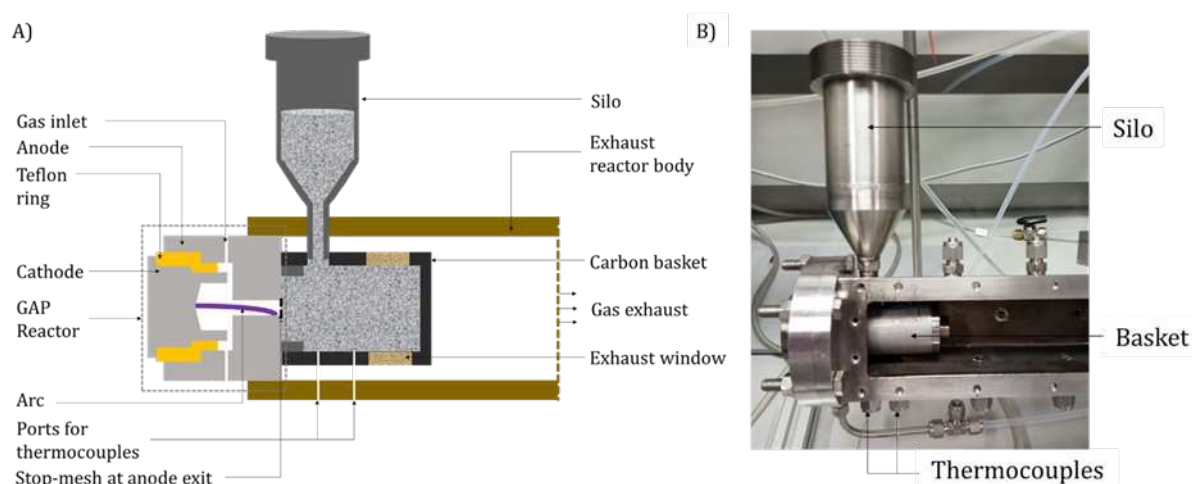 A)
Gas inlet
Anode
Teflon
ring
Cathode
GAP
Reactor
Arc
Ports for
thermocouples
Stop-mesh at anode exit
Silo
Exhaust
reactor body
Carbon basket
Gas exhaust
Exhaust window
B)
Silo
Basket
Thermocouples